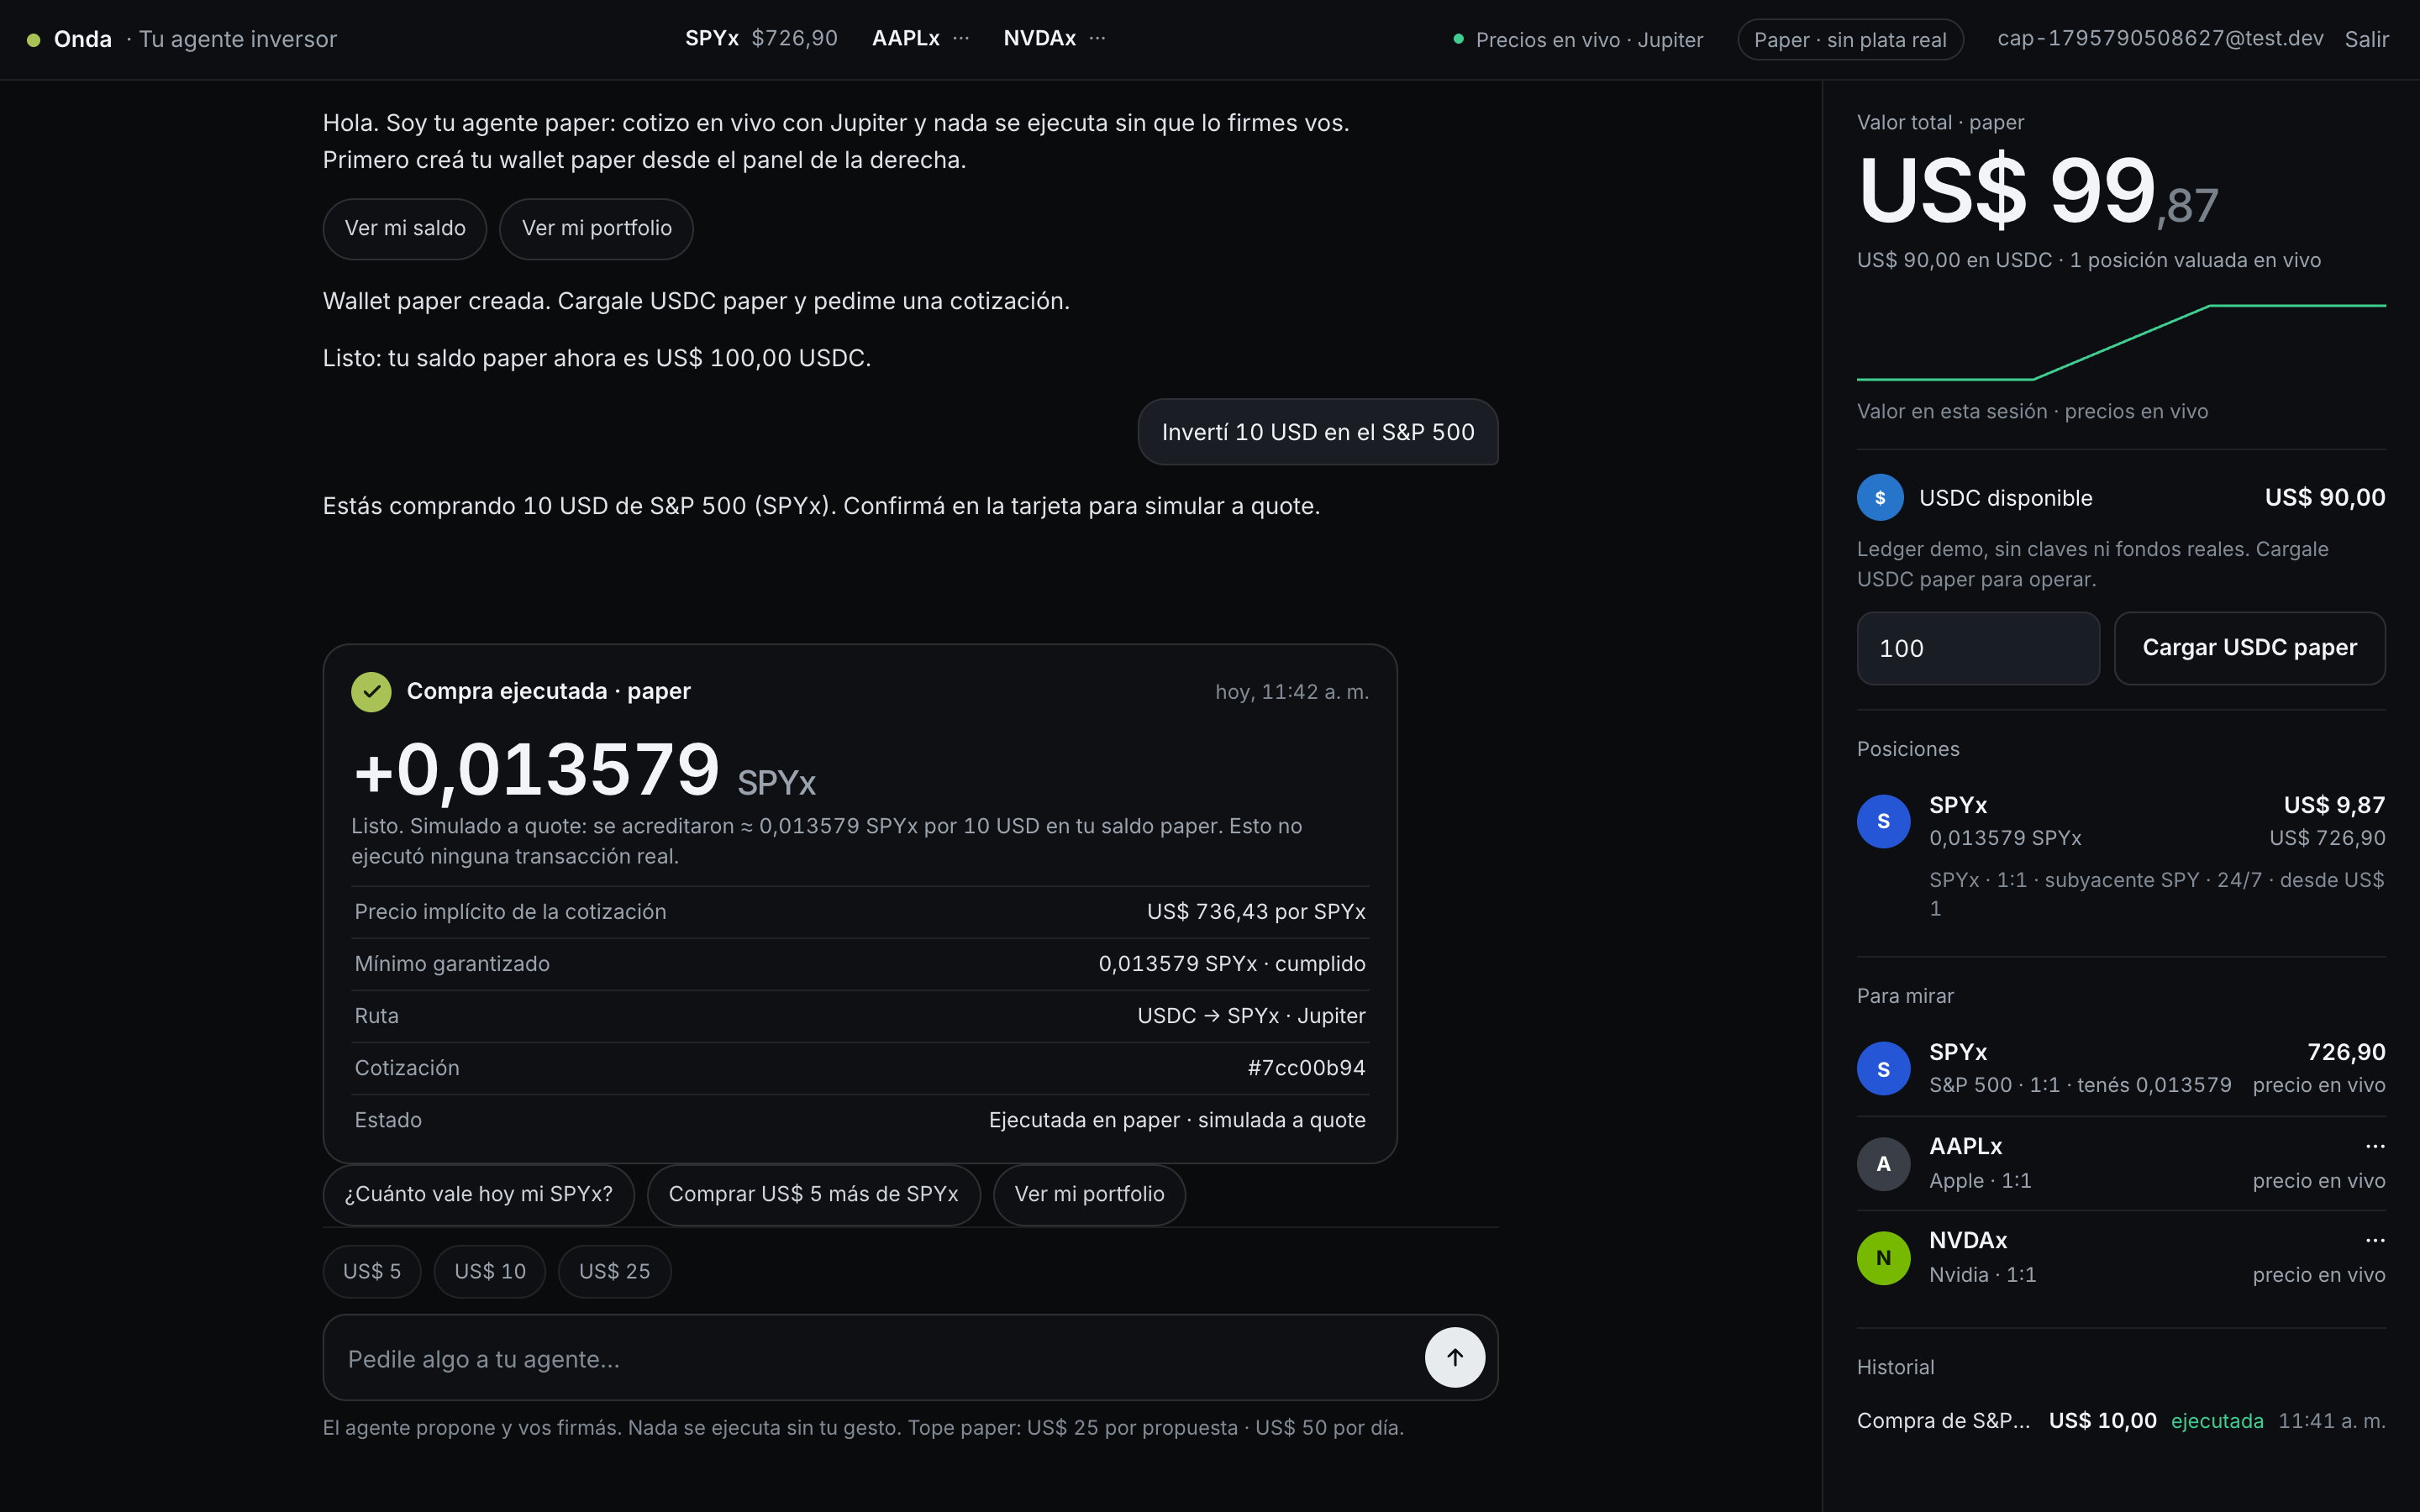 Onda · Tu agente inversor
SPYx $726,90 AAPLx ··· NVDAx ···
Precios en vivo · Jupiter
Paper · sin plata real
cap-1795790508627@test.dev
Salir
Hola. Soy tu agente paper: cotizo en vivo con Jupiter y nada se ejecuta sin que lo firmes vos.
Primero creá tu wallet paper desde el panel de la derecha.
Ver mi saldo
Ver mi portfolio
Wallet paper creada. Cargale USDC paper y pedime una cotización.
Listo: tu saldo paper ahora es US$ 100,00 USDC.
Invertí 10 USD en el S&P 500
Estás comprando 10 USD de S&P 500 (SPYx). Confirmá en la tarjeta para simular a quote.
Compra ejecutada · paper
hoy, 11:42 a. m.
+0,013579 SPYx
Listo. Simulado a quote: se acreditaron ≈ 0,013579 SPYx por 10 USD en tu saldo paper. Esto no
ejecutó ninguna transacción real.
Precio implícito de la cotización US$ 736,43 por SPYx
Mínimo garantizado 0,013579 SPYx · cumplido
Ruta USDC → SPYx · Jupiter
Cotización #7cc00b94
Estado Ejecutada en paper · simulada a quote
¿Cuánto vale hoy mi SPYx?
Comprar US$ 5 más de SPYx
Ver mi portfolio
US$ 5
US$ 10
US$ 25
Pedile algo a tu agente...
El agente propone y vos firmás. Nada se ejecuta sin tu gesto. Tope paper: US$ 25 por propuesta · US$ 50 por día.
Valor total · paper
US$ 99,87
US$ 90,00 en USDC · 1 posición valuada en vivo
Valor en esta sesión · precios en vivo
$ USDC disponible US$ 90,00
Ledger demo, sin claves ni fondos reales. Cargale
USDC paper para operar.
100
Cargar USDC paper
Posiciones
S SPYx US$ 9,87
0,013579 SPYx US$ 726,90
SPYx · 1:1 · subyacente SPY · 24/7 · desde US$
1
Para mirar
S SPYx 726,90
S&P 500 · 1:1 · tenés 0,013579 precio en vivo
A AAPLx ···
Apple · 1:1 precio en vivo
N NVDAx ···
Nvidia · 1:1 precio en vivo
Historial
Compra de S&P... US$ 10,00 ejecutada 11:41 a. m.